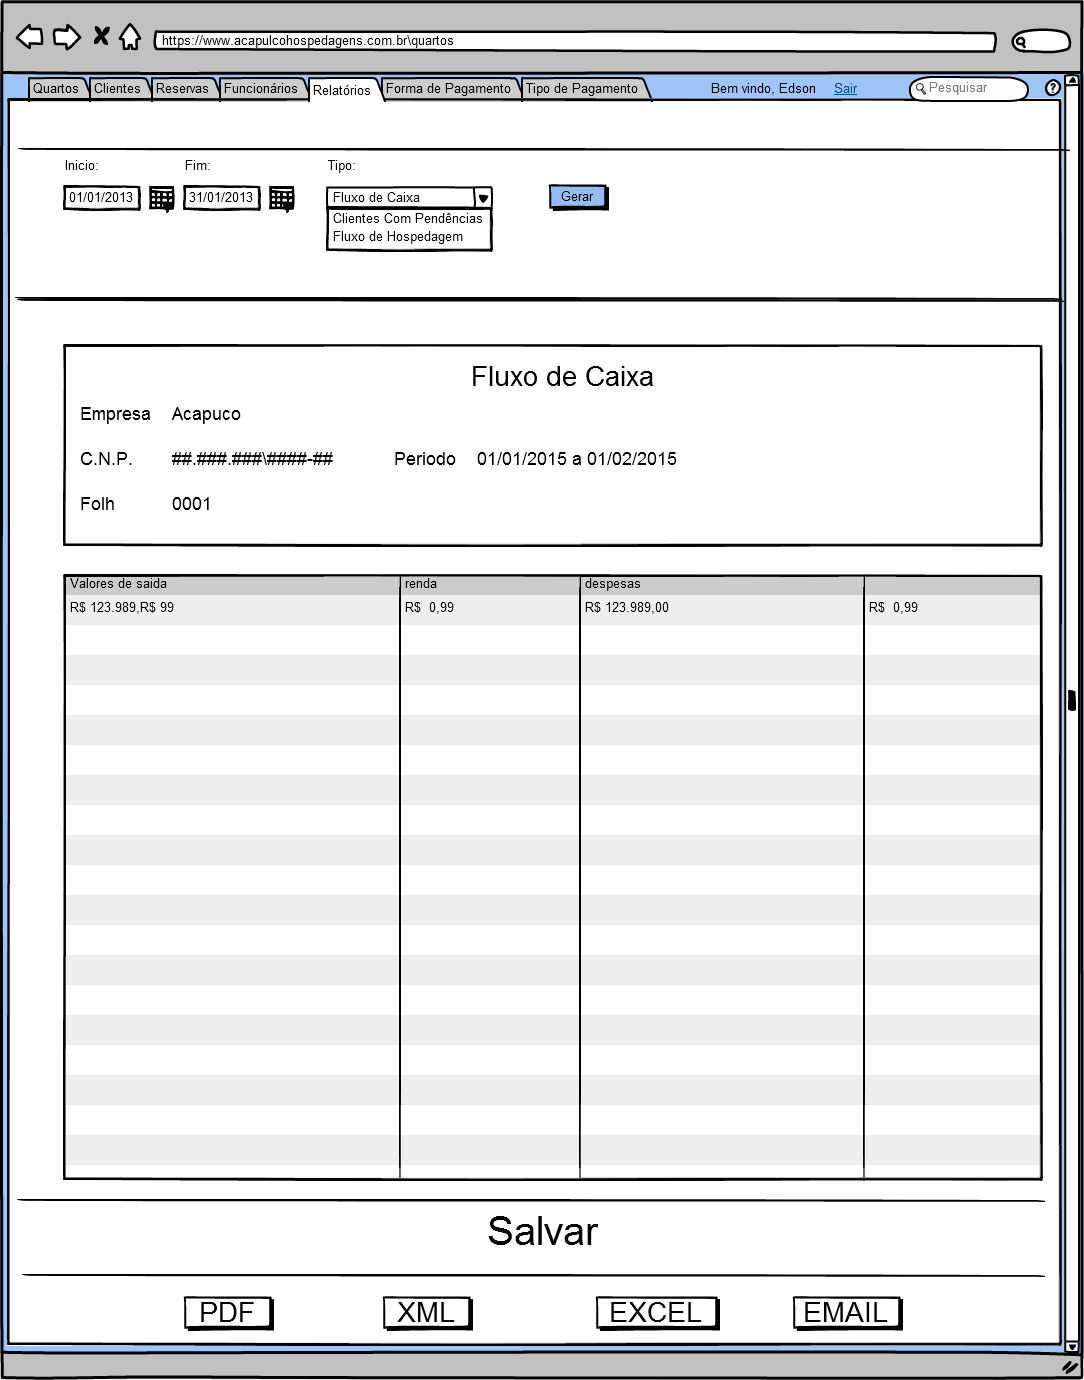 https://www.acapulcohospedagens.com.br\quartos
Quartos Clientes Reservas Funcionários Relatórios Forma de Pagamento Tipo de Pagamento Bem vindo, Edson Sair Pesquisar ?
Inicio: Fim: Tipo:
01/01/2013 31/01/2013 Fluxo de Caixa Gerar
Clientes Com Pendências
Fluxo de Hospedagem
Fluxo de Caixa
Empresa Acapuco
C.N.P. ##.###.###\####-## Periodo 01/01/2015 a 01/02/2015
Folh 0001
Valores de saida renda despesas
R$ 123.989,R$ 99 R$ 0,99 R$ 123.989,00 R$ 0,99
Salvar
PDF XML EXCEL EMAIL